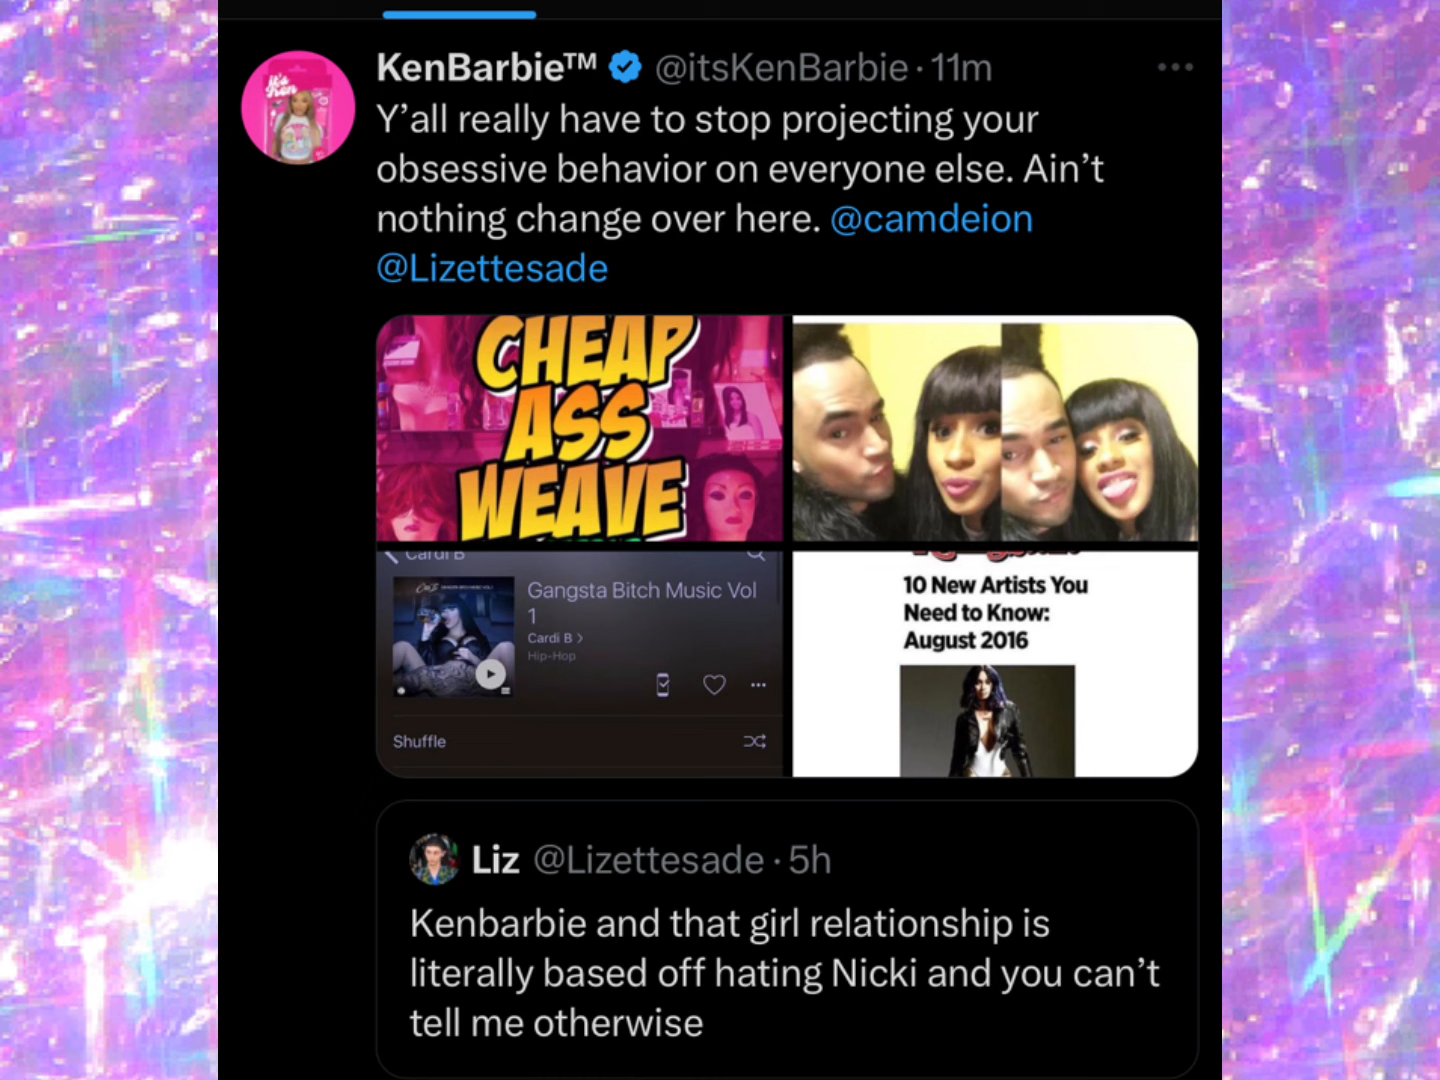 KenBarbie™ @itsKenBarbie · 11m
Y’all really have to stop projecting your
obsessive behavior on everyone else. Ain’t
nothing change over here. @camdeion
@Lizettesade
CHEAP
ASS
WEAVE
Cardi B
Gangsta Bitch Music Vol
1
Cardi B >
Hip-Hop
Shuffle
10 New Artists You
Need to Know:
August 2016
Liz @Lizettesade · 5h
Kenbarbie and that girl relationship is
literally based off hating Nicki and you can’t
tell me otherwise